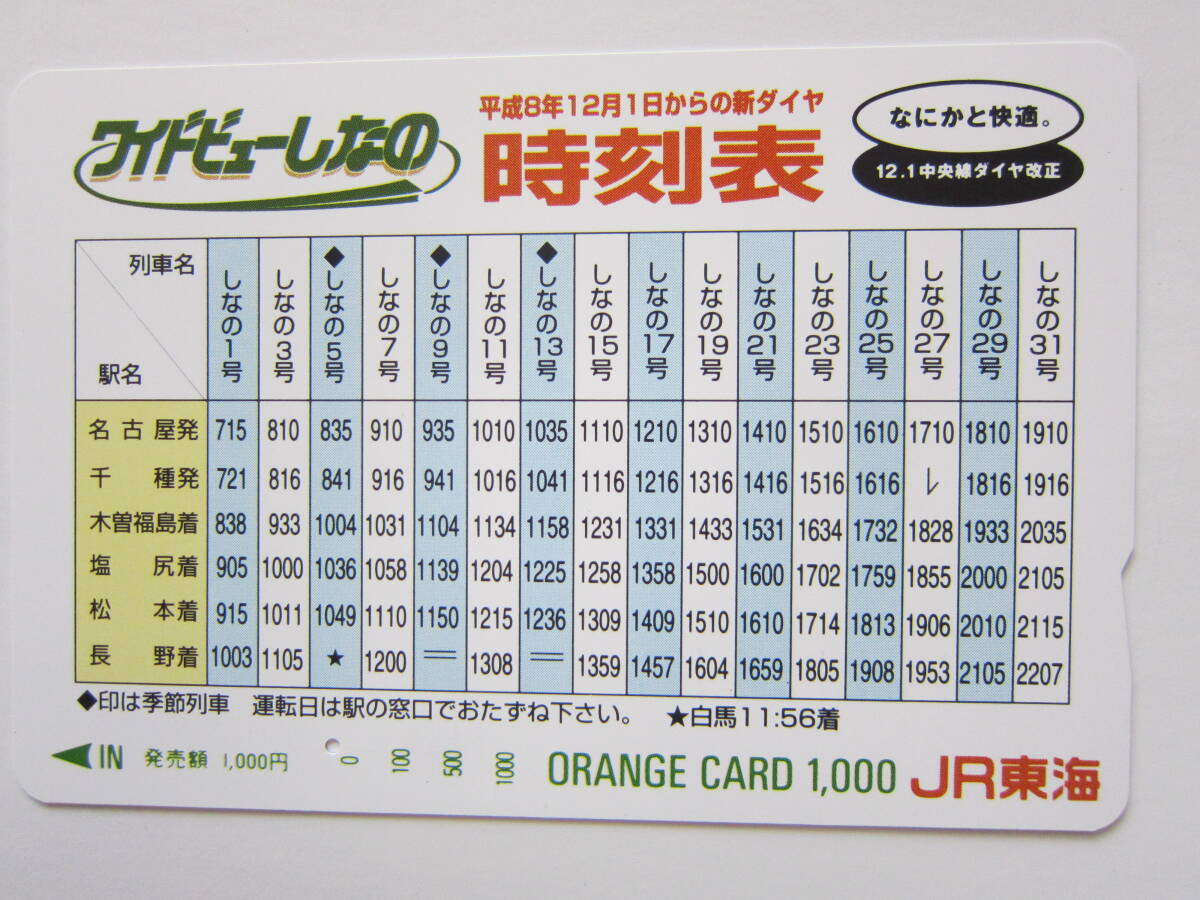 ワイドビューしなの
平成8年12月1日からの新ダイヤ
時刻表
なにかと快適。
12.1中央線ダイヤ改正
列車名 しなの1号 しなの3号 ◆しなの5号 しなの7号 ◆しなの9号 しなの11号 ◆しなの13号 しなの15号 しなの17号 しなの19号 しなの21号 しなの23号 しなの25号 しなの27号 しなの29号 しなの31号
駅名
名古屋発 715 810 835 910 935 1010 1035 1110 1210 1310 1410 1510 1610 1710 1810 1910
千種発 721 816 841 916 941 1016 1041 1116 1216 1316 1416 1516 1616 レ 1816 1916
木曽福島着 838 933 1004 1031 1104 1134 1158 1231 1331 1433 1531 1634 1732 1828 1933 2035
塩尻着 905 1000 1036 1058 1139 1204 1225 1258 1358 1500 1600 1702 1759 1855 2000 2105
松本着 915 1011 1049 1110 1150 1215 1236 1309 1409 1510 1610 1714 1813 1906 2010 2115
長野着 1003 1105 ★ 1200 ═ 1308 ═ 1359 1457 1604 1659 1805 1908 1953 2105 2207
◆印は季節列車 運転日は駅の窓口でおたずね下さい。 ★白馬11:56着
IN 発売額 1,000円 0 100 500 1000 ORANGE CARD 1,000 JR東海